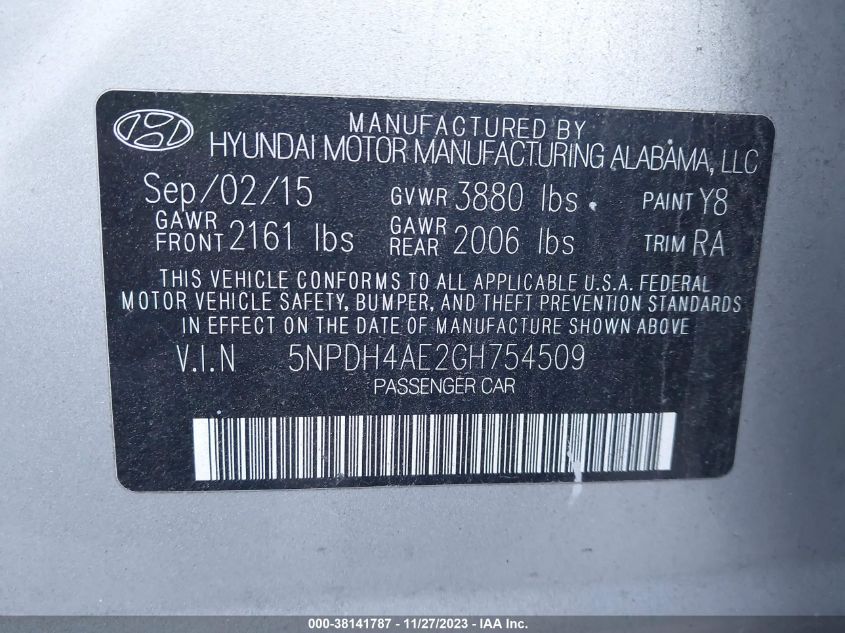 MANUFACTURED BY
HYUNDAI MOTOR MANUFACTURING ALABAMA, LLC
Sep/02/15 GVWR 3880 lbs. PAINT Y8
GAWR FRONT 2161 lbs GAWR REAR 2006 lbs TRIM RA
THIS VEHICLE CONFORMS TO ALL APPLICABLE U.S.A. FEDERAL
MOTOR VEHICLE SAFETY, BUMPER, AND THEFT PREVENTION STANDARDS
IN EFFECT ON THE DATE OF MANUFACTURE SHOWN ABOVE
V.I.N 5NPDH4AE2GH754509
PASSENGER CAR
000-38141787 - 11/27/2023 - IAA Inc.